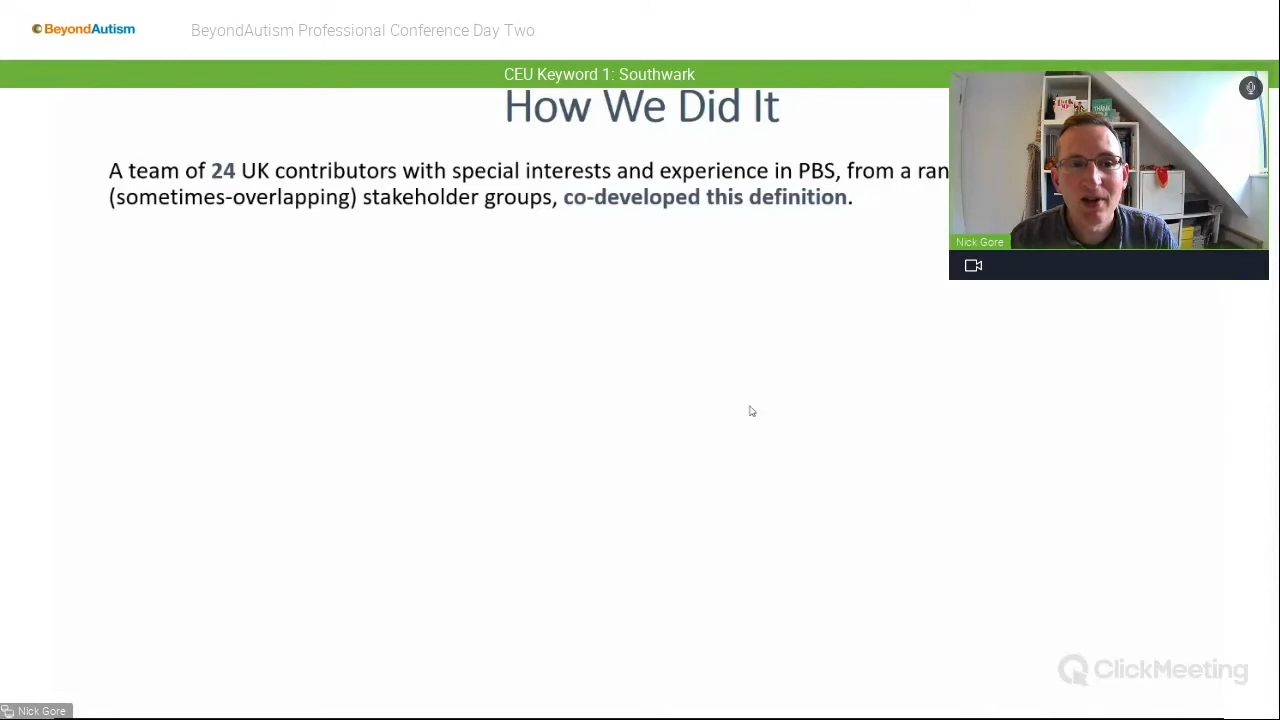 BeyondAutism
BeyondAutism Professional Conference Day Two
CEU Keyword 1: Southwark
How We Did It
A team of 24 UK contributors with special interests and experience in PBS, from a ran
(sometimes-overlapping) stakeholder groups, co-developed this definition.
THANK
Nick Gore
ClickMeeting
Nick Gore